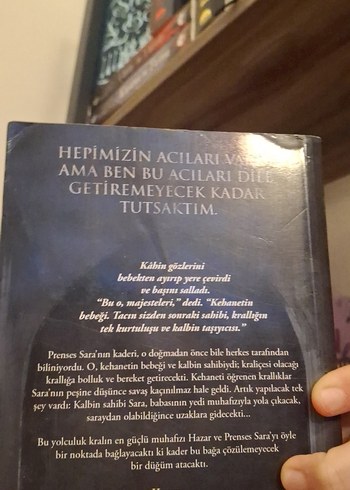 HEPİMİZİN ACILARI
AMA BEN BU ACILARI DİLE
GETİREMEYECEK KADAR
TUTSAKTIM.
Kâhin gözlerini
bebekten ayırıp yere çevirdi
ve başını salladı.
"Bu o, majesteleri," dedi. "Kehanetin
bebeği. Tacın sizden sonraki sahibi, krallığın
tek kurtuluşu ve kalbin taşıyıcısı."
Prenses Sara'nın kaderi, o doğmadan önce bile herkes tarafından
biliniyordu. O, kehanetin bebeği ve kalbin sahibiydi; kraliçesi olacağı
krallığa bolluk ve bereket getirecekti. Kehaneti öğrenen krallıklar
Sara'nın peşine düşünce savaş kaçınılmaz hale geldi. Artık yapılacak tek
şey vardı: Kalbin sahibi Sara, babasının yedi muhafızıyla yola çıkacak,
saraydan olabildiğince uzaklara gidecekti...
Bu yolculuk kralın en güçlü muhafızı Hazar ve Prenses Sara'yı öyle
bir noktada bağlayacaktı ki kader bu bağa çözülemeyecek
bir düğüm atacaktı.